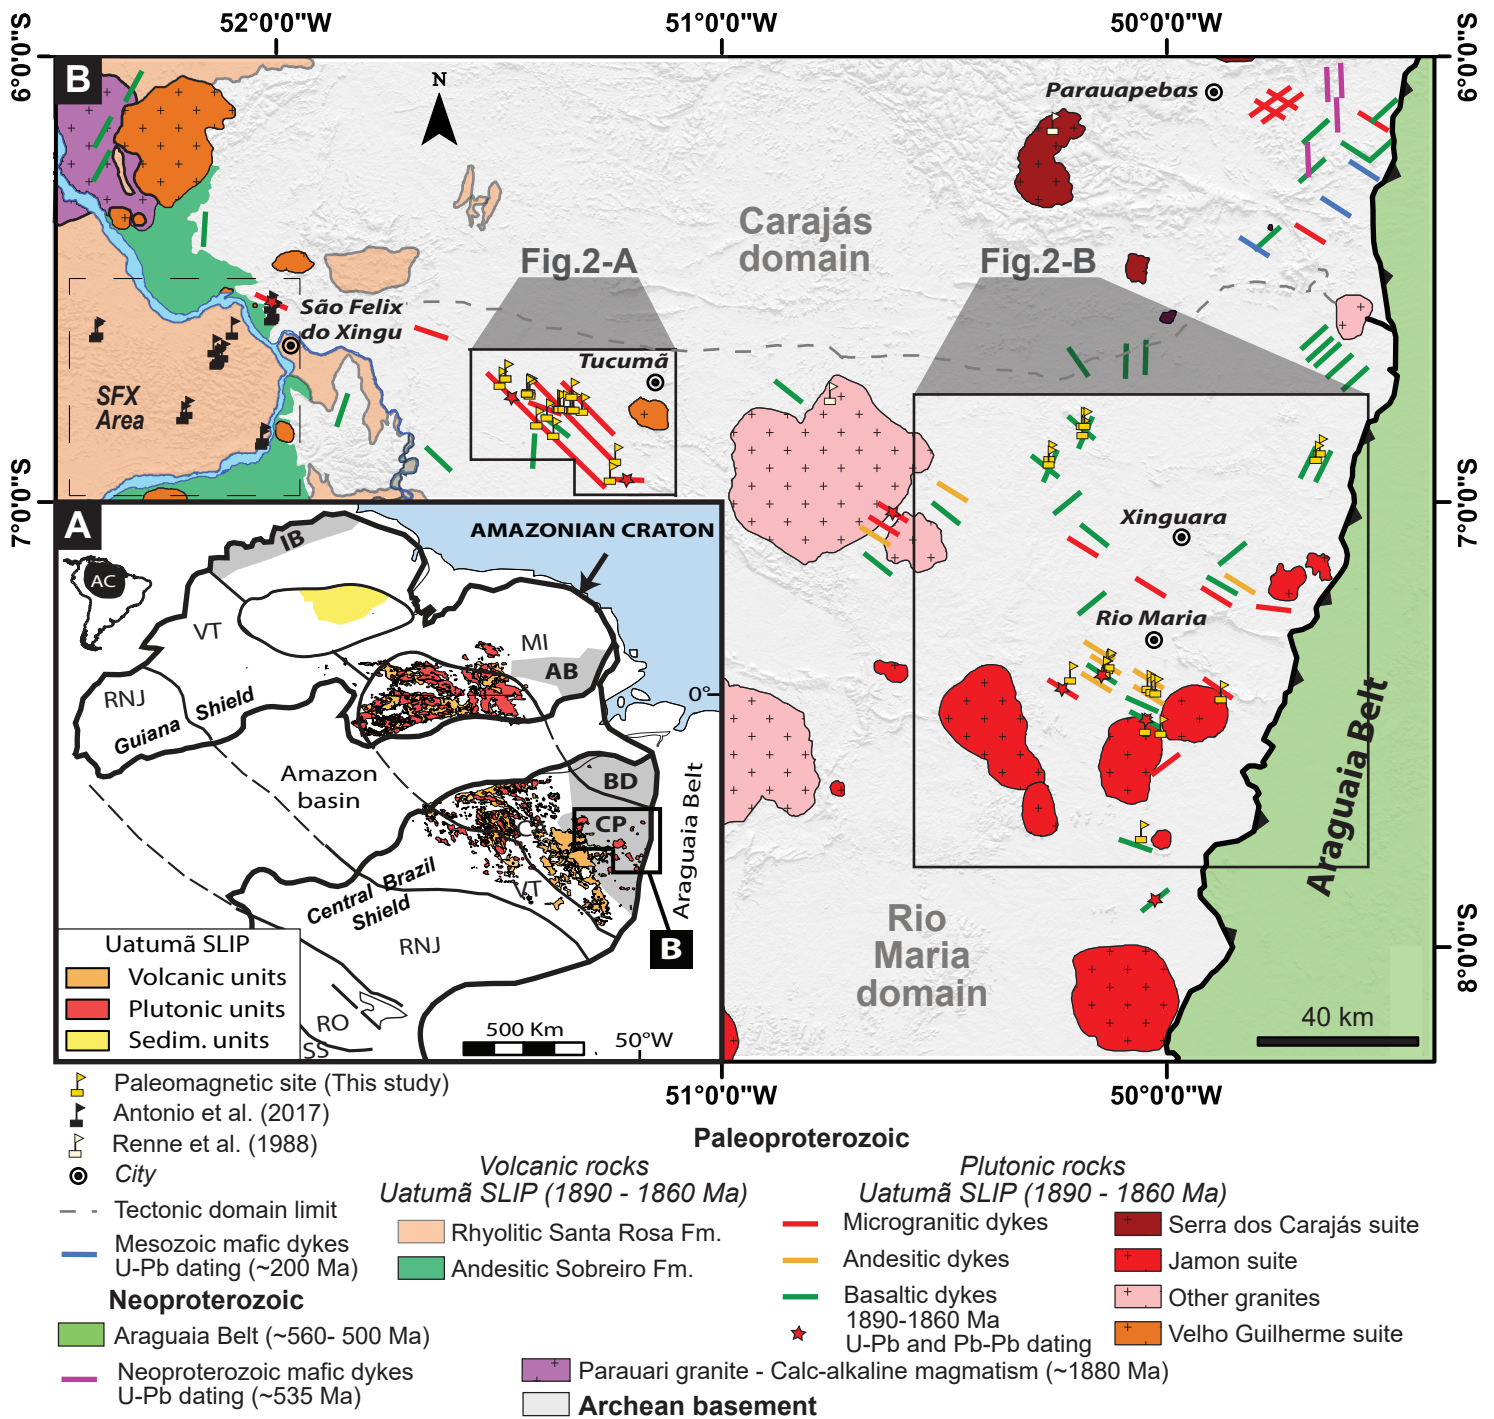 52°0'0"W
51°0'0"W
50°0'0"W
6°0'0"S
6°0'0"S
B
N
Parauapebas
Carajás
domain
Fig.2-A
Fig.2-B
São Felix
do Xingu
Tucumã
SFX
Area
7°0'0"S
7°0'0"S
Xinguara
Rio Maria
Araguaia Belt
Rio
Maria
domain
8°0'0"S
40 km
A
AMAZONIAN CRATON
IB
AC
VT
MI
AB
RNJ
Guiana Shield
0°
Amazon
basin
BD
CP
C
VT
Araguaia Belt
Central Brazil
Shield
RNJ
B
Uatumã SLIP
Volcanic units
Plutonic units
Sedim. units
RO
SS
500 Km
50°W
51°0'0"W
50°0'0"W
Paleomagnetic site (This study)
Antonio et al. (2017)
Renne et al. (1988)
City
Tectonic domain limit
Mesozoic mafic dykes
U-Pb dating (~200 Ma)
Neoproterozoic
Araguaia Belt (~560- 500 Ma)
Neoproterozoic mafic dykes
U-Pb dating (~535 Ma)
Paleoproterozoic
Volcanic rocks
Uatumã SLIP (1890 - 1860 Ma)
Rhyolitic Santa Rosa Fm.
Andesitic Sobreiro Fm.
Plutonic rocks
Uatumã SLIP (1890 - 1860 Ma)
Microgranitic dykes
Andesitic dykes
Basaltic dykes
1890-1860 Ma
U-Pb and Pb-Pb dating
Serra dos Carajás suite
Jamon suite
Other granites
Velho Guilherme suite
Parauari granite - Calc-alkaline magmatism (~1880 Ma)
Archean basement